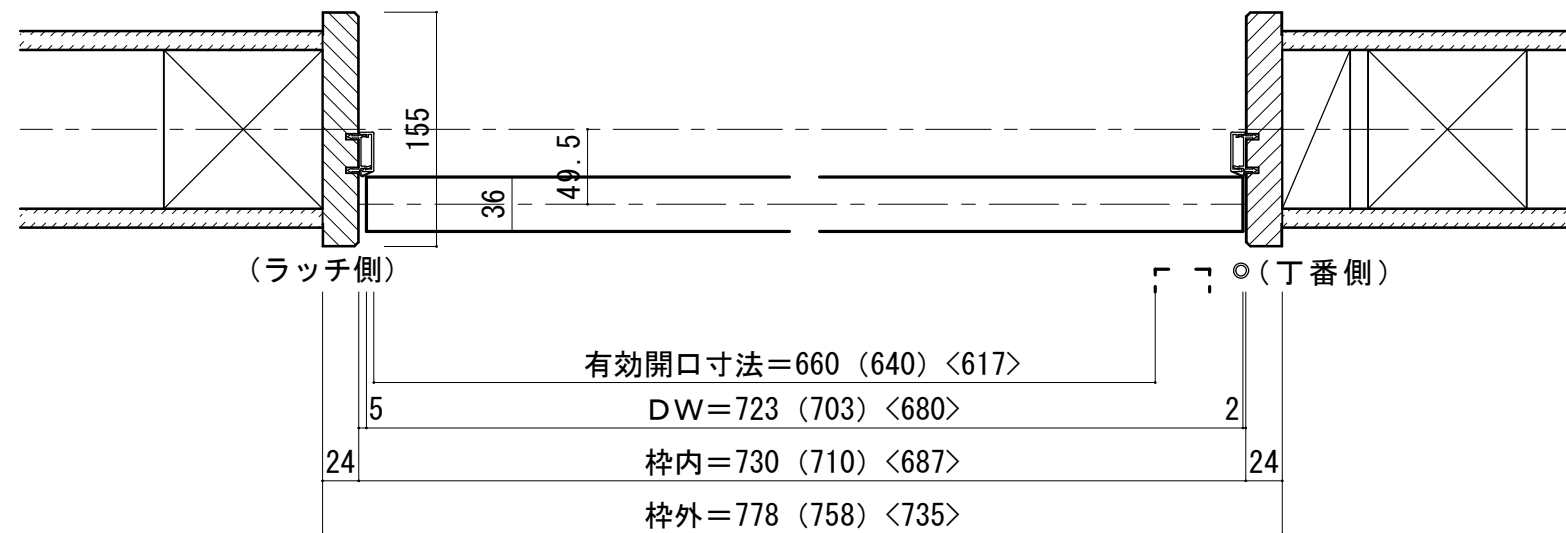 155
49.5
36
(ラッチ側)
(丁番側)
有効開口寸法＝660 (640) <617>
5
ＤＷ＝723 (703) <680>
2
24
枠内＝730 (710) <687>
24
枠外＝778 (758) <735>